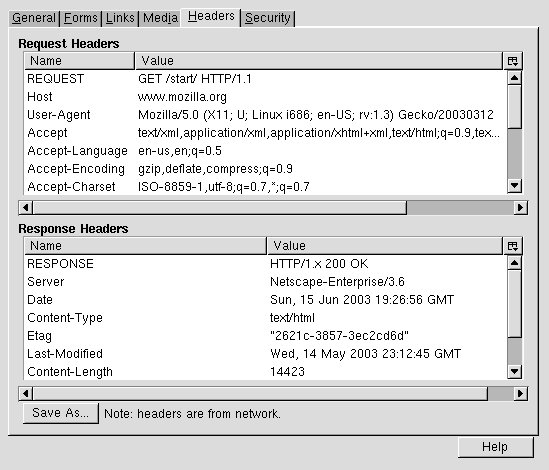 General Forms Links Media Headers Security
Request Headers
Name Value
REQUEST GET /start/ HTTP/1.1
Host www.mozilla.org
User-Agent Mozilla/5.0 (X11; U; Linux i686; en-US; rv:1.3) Gecko/20030312
Accept text/xml,application/xml,application/xhtml+xml,text/html;q=0.9,tex...
Accept-Language en-us,en;q=0.5
Accept-Encoding gzip,deflate,compress;q=0.9
Accept-Charset ISO-8859-1,utf-8;q=0.7,*;q=0.7
Response Headers
Name Value
RESPONSE HTTP/1.x 200 OK
Server Netscape-Enterprise/3.6
Date Sun, 15 Jun 2003 19:26:56 GMT
Content-Type text/html
Etag "2621c-3857-3ec2cd6d"
Last-Modified Wed, 14 May 2003 23:12:45 GMT
Content-Length 14423
Save As... Note: headers are from network.
Help